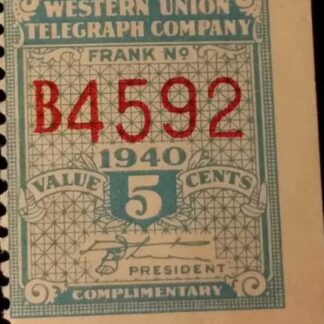 WESTERN UNION
TELEGRAPH COMPANY
FRANK Nº
B4592
1940
VALUE 5 CENTS
PRESIDENT
COMPLIMENTARY